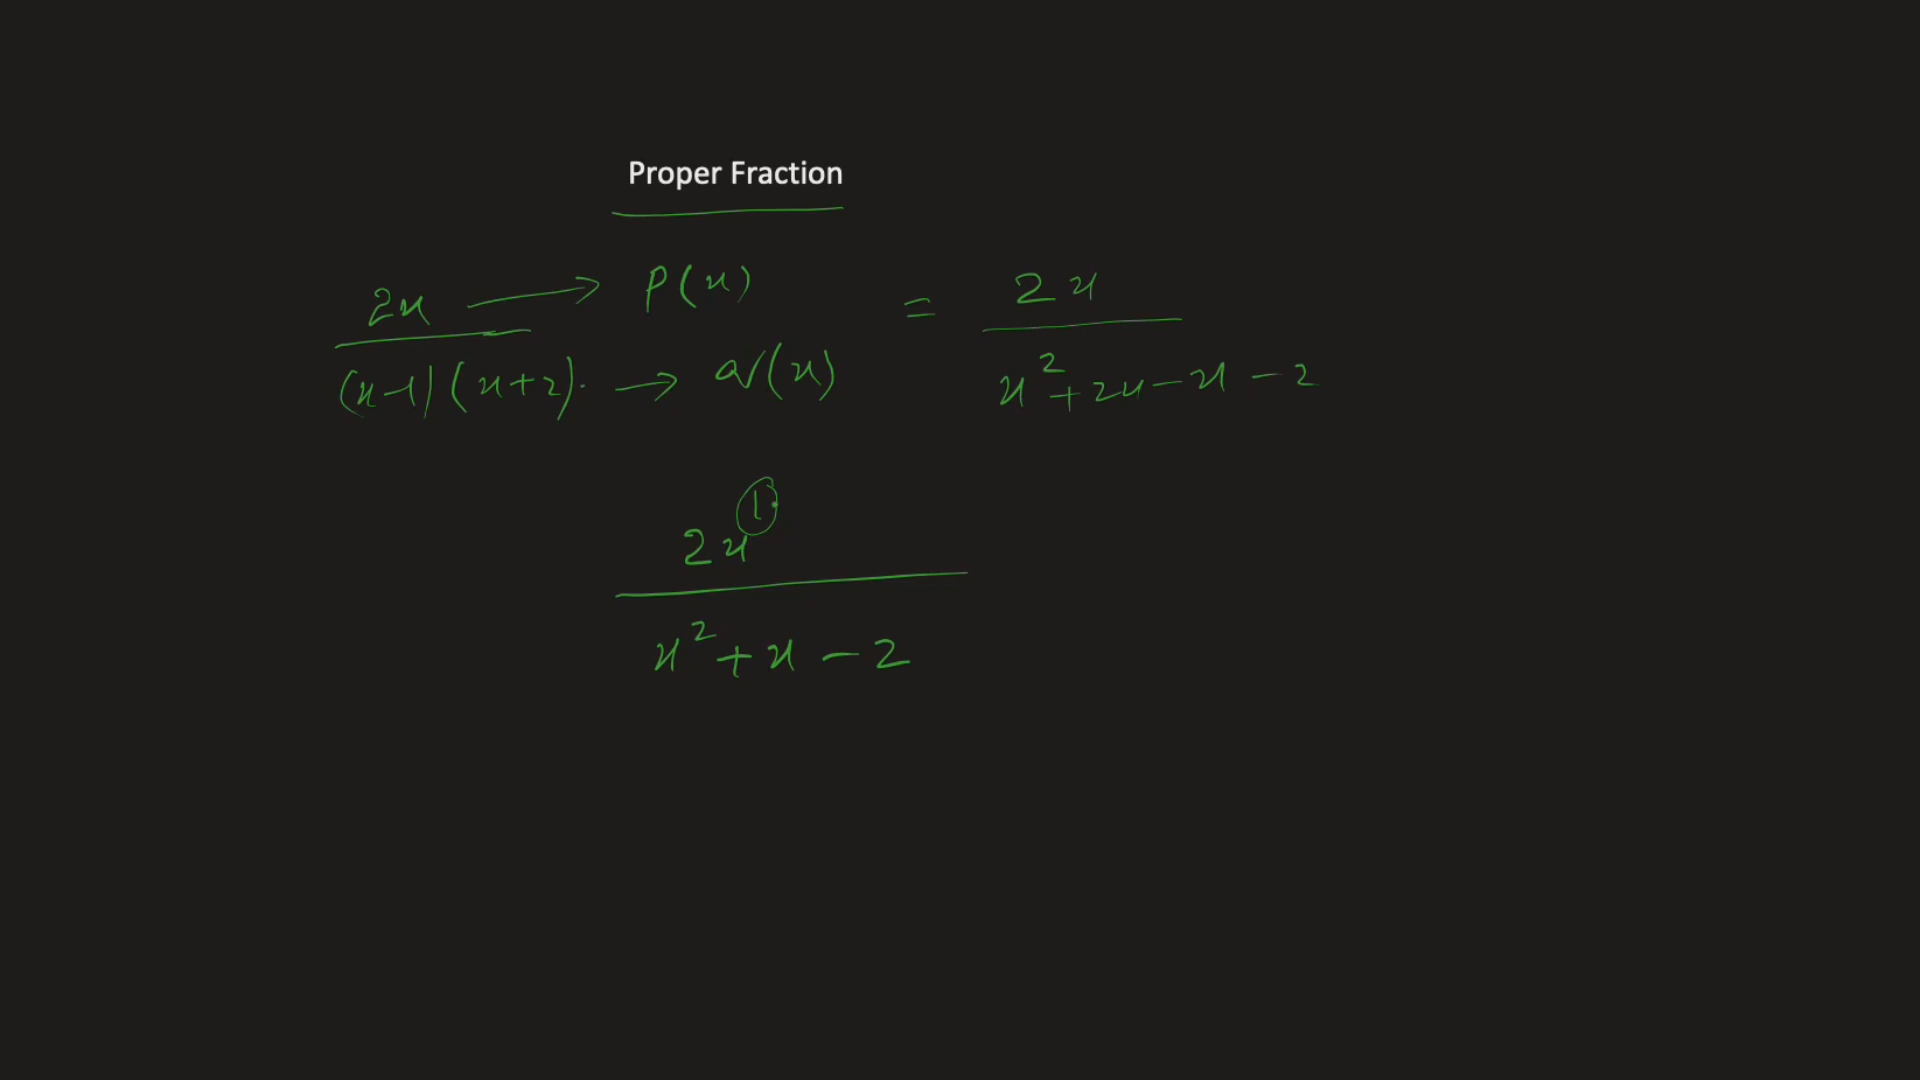 Proper Fraction
2x → P(x) = 2x
(x-1)(x+2). → Q(x) x²+2x-x-2
2x①
x²+x-2